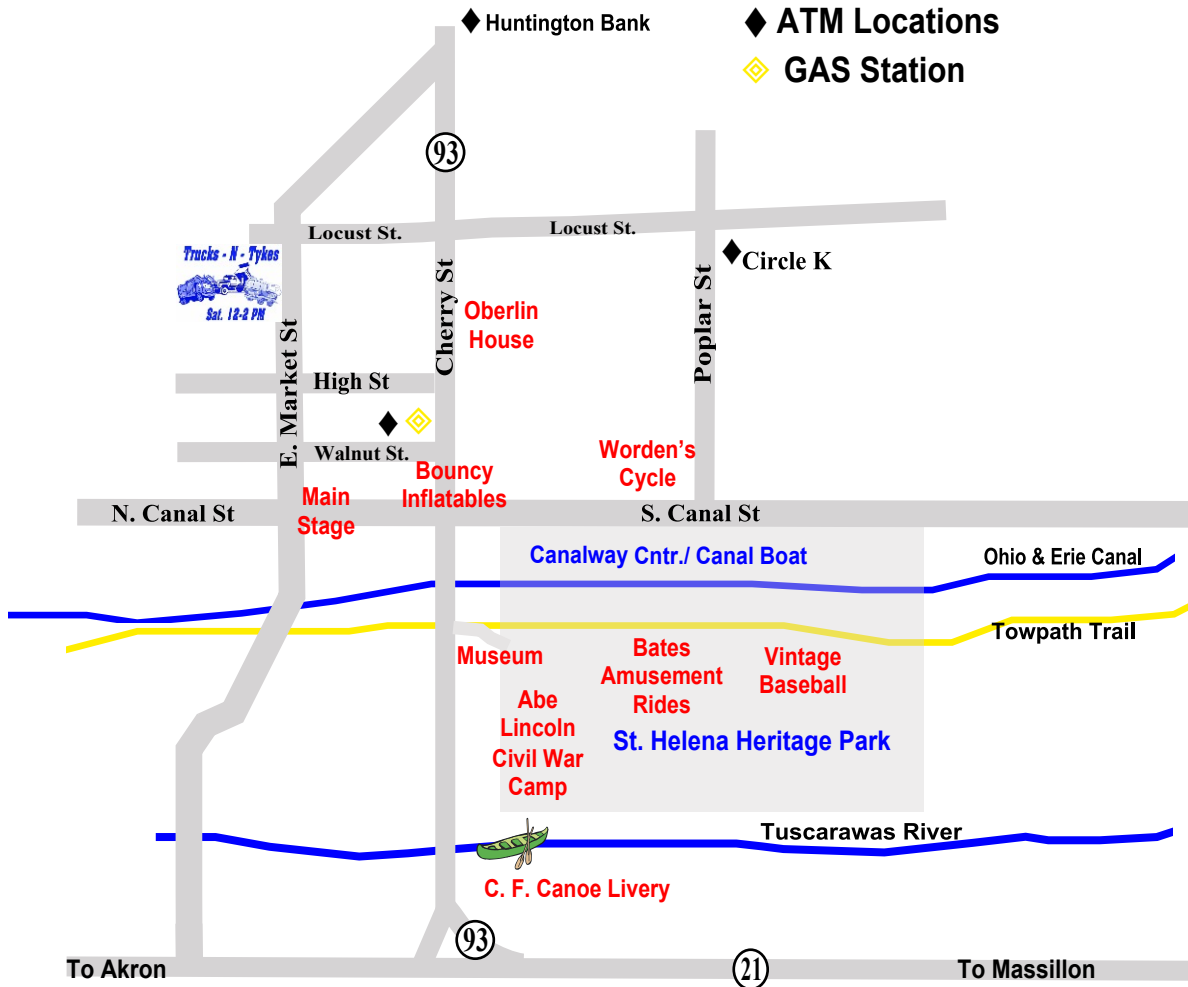 Huntington Bank
ATM Locations
GAS Station
93
Locust St.
Locust St.
Trucks - N - Tykes
Sat. 12-2 PM
Circle K
E. Market St
Cherry St
Poplar St
Oberlin
House
High St
Walnut St.
Bouncy
Inflatables
Worden's
Cycle
Main
Stage
N. Canal St
S. Canal St
Canalway Cntr./ Canal Boat
Ohio & Erie Canal
Towpath Trail
Museum
Bates
Amusement
Rides
Vintage
Baseball
Abe
Lincoln
Civil War
Camp
St. Helena Heritage Park
Tuscarawas River
C. F. Canoe Livery
93
To Akron
21
To Massillon